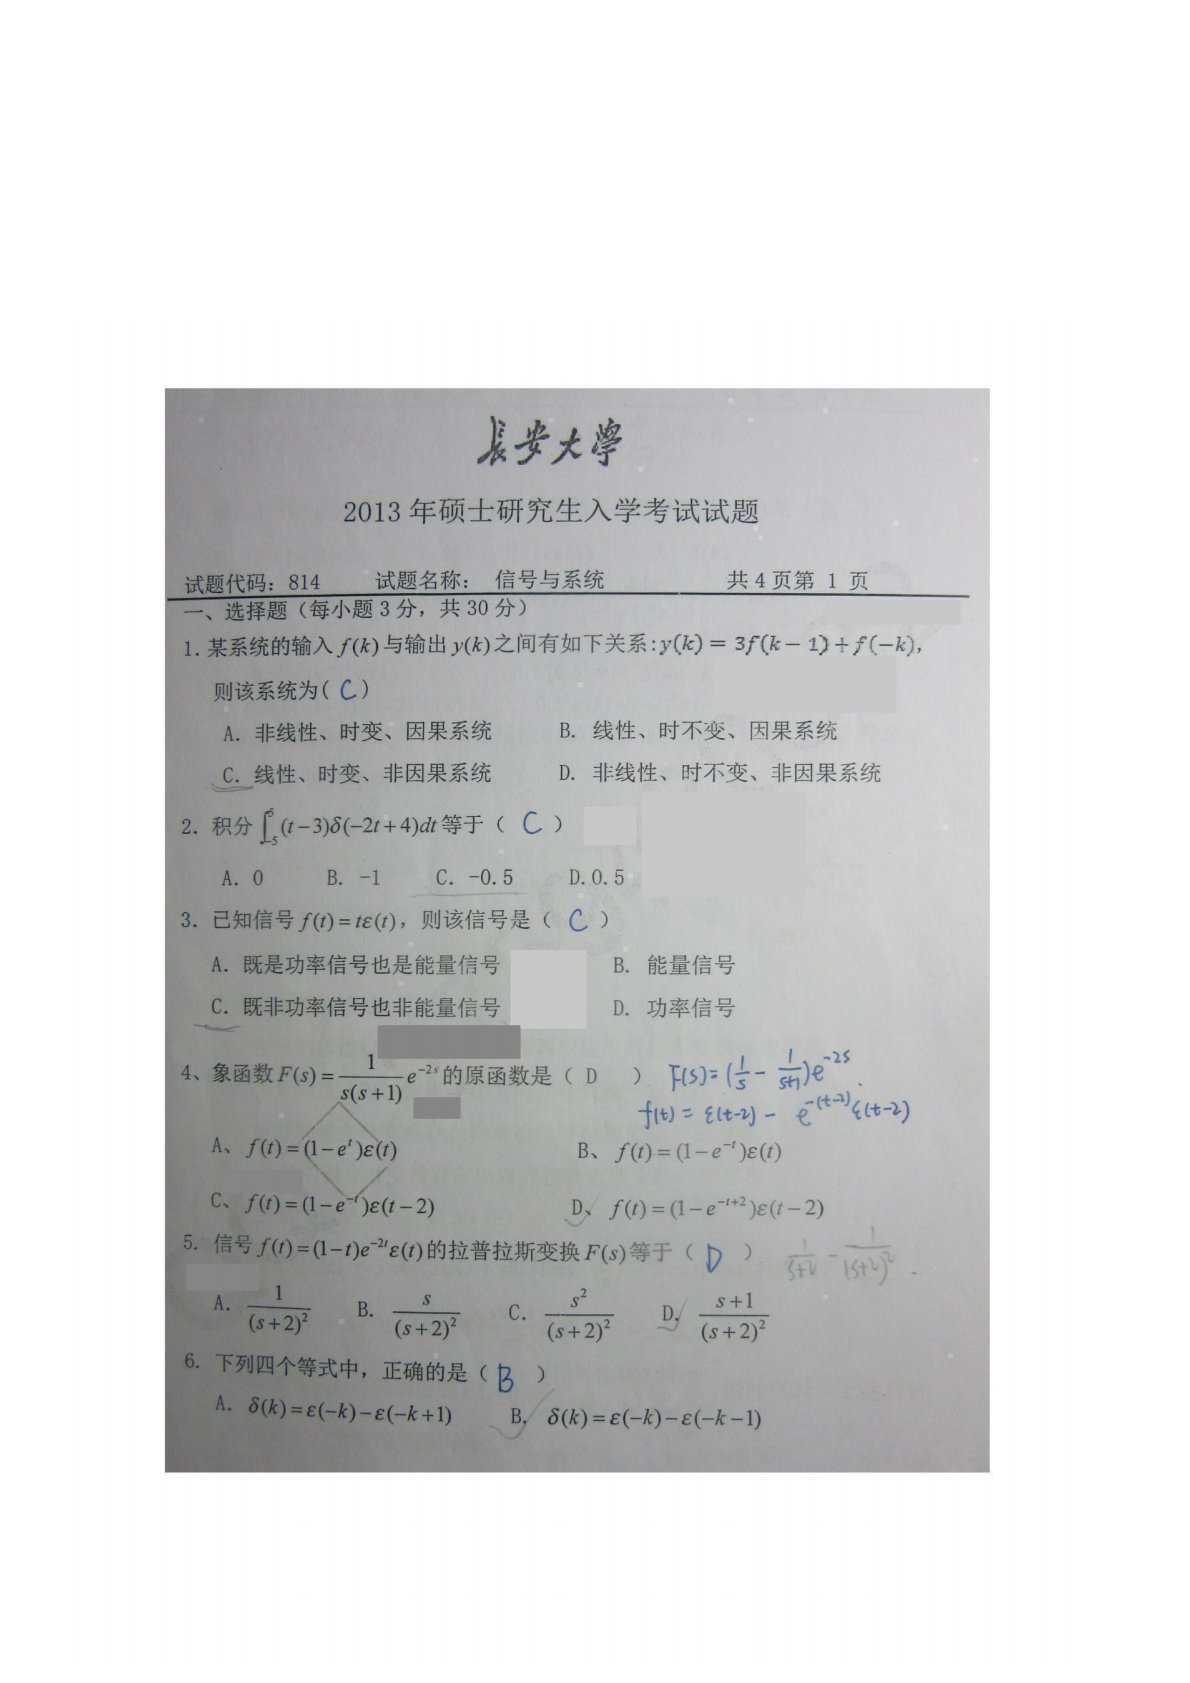 長安大學
2013 年硕士研究生入学考试试题
试题代码：814 试题名称： 信号与系统 共 4 页第 1 页
一、选择题（每小题 3 分，共 30 分）
1. 某系统的输入 f(k) 与输出 y(k) 之间有如下关系:y(k) = 3f(k − 1) + f(−k),
则该系统为( C )
A. 非线性、时变、因果系统 B. 线性、时不变、因果系统
C. 线性、时变、非因果系统 D. 非线性、时不变、非因果系统
2. 积分 ∫_{-5}^{5} (t−3)δ(−2t+4)dt 等于（ C ）
A. 0 B. -1 C. -0.5 D.0.5
3. 已知信号 f(t) = tε(t)，则该信号是（ C ）
A. 既是功率信号也是能量信号 B. 能量信号
C. 既非功率信号也非能量信号 D. 功率信号
4、象函数 F(s) = 1/(s(s+1)) e^{-2s} 的原函数是（ D ） F(s)= (1/s - 1/(s+1))e^{-2s}.
f(t) = ε(t-2) - e^{-(t-2)}ε(t-2)
A、 f(t) = (1−e^{t})ε(t) B、 f(t) = (1−e^{-t})ε(t)
C、 f(t) = (1−e^{-t})ε(t−2) D、 f(t) = (1−e^{-t+2})ε(t−2)
5. 信号 f(t) = (1−t)e^{-2t}ε(t) 的拉普拉斯变换 F(s) 等于（ D ） 1/(s+2) - 1/(s+2)^2.
A. 1/(s+2)^2 B. s/(s+2)^2 C. s^2/(s+2)^2 D. (s+1)/(s+2)^2
6. 下列四个等式中，正确的是（ B ）
A. δ(k) = ε(−k) − ε(−k+1) B. δ(k) = ε(−k) − ε(−k−1)